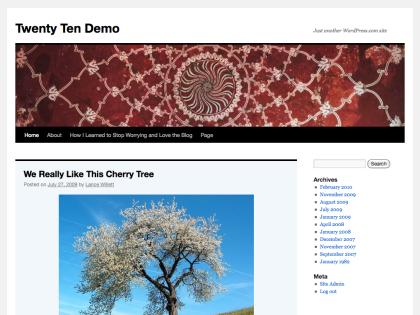 Twenty Ten Demo
Just another WordPress.com site
Home About How I Learned to Stop Worrying and Love the Blog Page
We Really Like This Cherry Tree
Posted on July 27, 2009 by Lance Willett
Search
Archives
February 2010
November 2009
August 2009
July 2009
January 2009
April 2008
January 2008
December 2007
November 2007
September 2007
January 1982
Meta
Site Admin
Log out